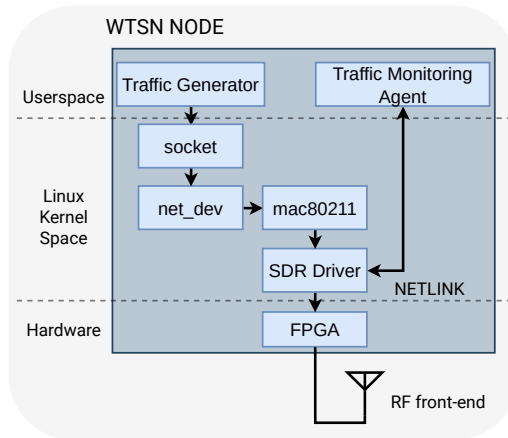 WTSN NODE
Traffic Generator
Traffic Monitoring
Agent
Userspace
socket
Linux
Kernel
Space
net_dev
mac80211
SDR Driver
NETLINK
Hardware
FPGA
RF front-end